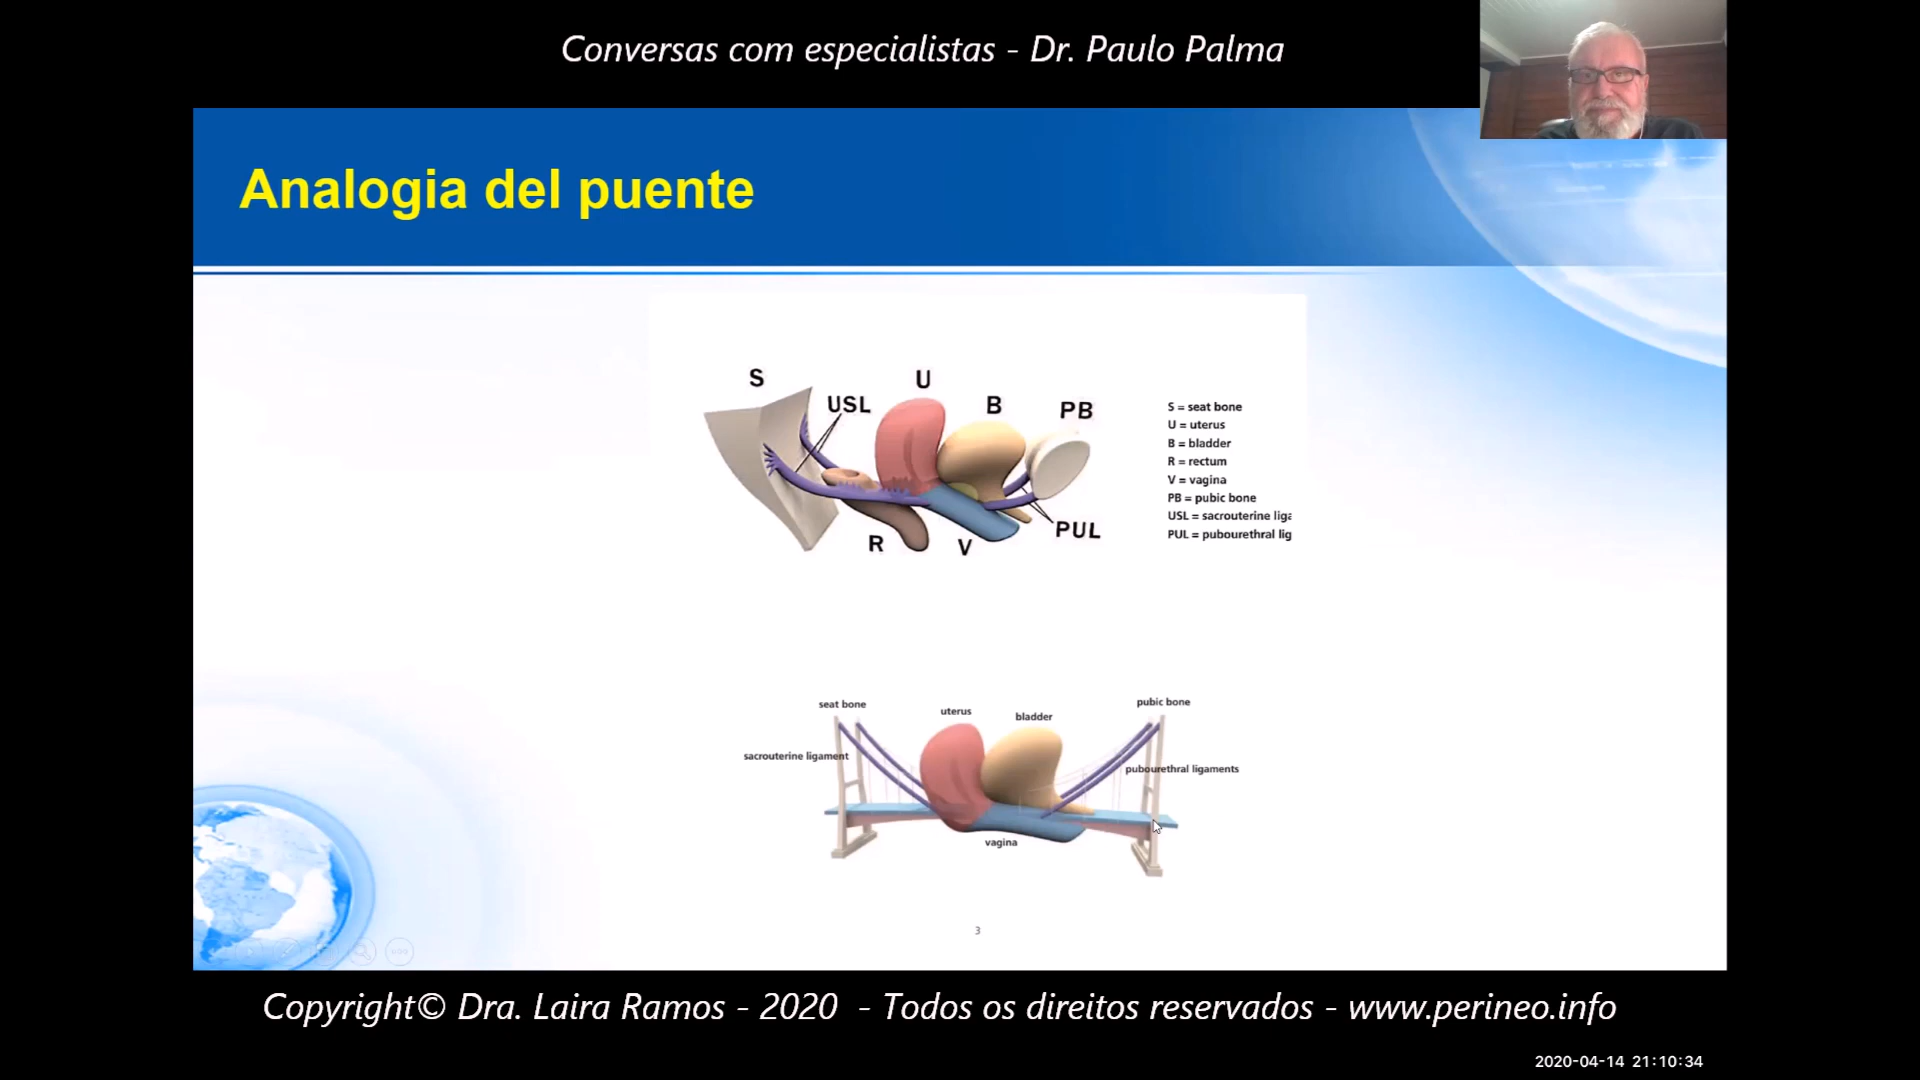 Conversas com especialistas - Dr. Paulo Palma
Analogia del puente
S
U
USL
B
PB
R
V
PUL
S = seat bone
U = uterus
B = bladder
R = rectum
V = vagina
PB = pubic bone
USL = sacrouterine liga
PUL = pubourethral lig
seat bone
uterus
bladder
pubic bone
sacrouterine ligament
pubourethral ligaments
vagina
3
Copyright© Dra. Laira Ramos - 2020 - Todos os direitos reservados - www.perineo.info
2020-04-14 21:10:34